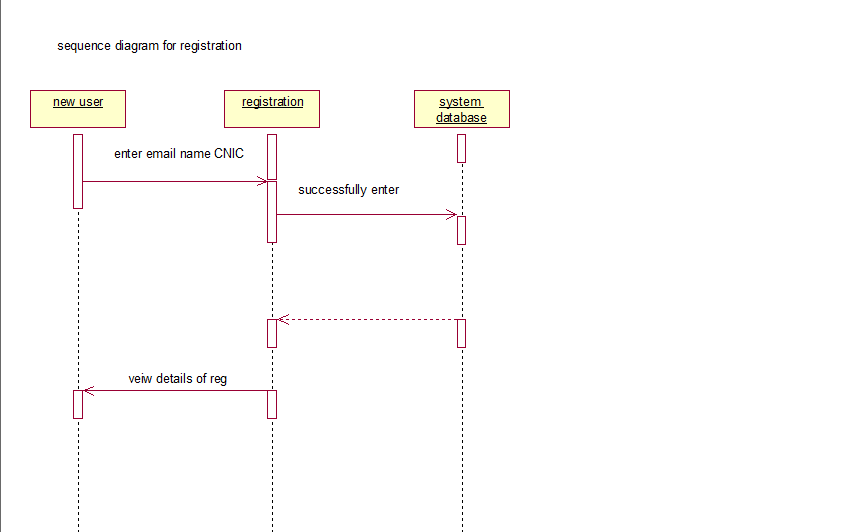 sequence diagram for registration
new user
registration
system
database
enter email name CNIC
successfully enter
veiw details of reg